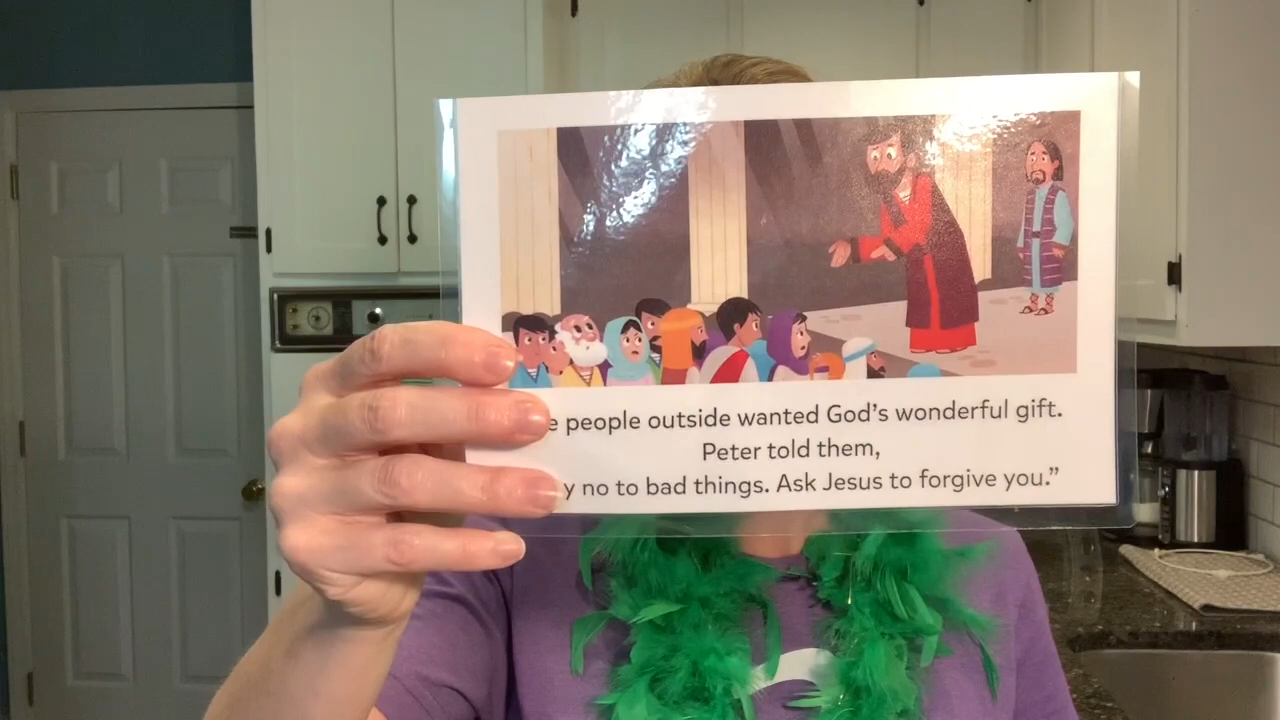 people outside wanted God's wonderful gift.
Peter told them,
no to bad things. Ask Jesus to forgive you."